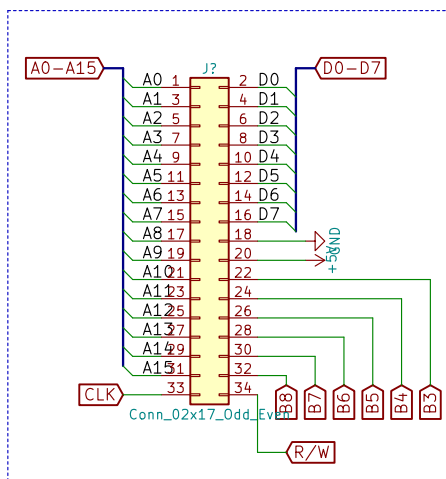 J?
A0-A15
D0-D7
A0 1 2 D0
A1 3 4 D1
A2 5 6 D2
A3 7 8 D3
A4 9 10 D4
A5 11 12 D5
A6 13 14 D6
A7 15 16 D7
A8 17 18 GND
A9 19 20 +5V
A10 21 22
A11 23 24
A12 25 26
A13 27 28
A14 29 30
A15 31 32
CLK 33 34
B8 B7 B6 B5 B4 B3
Conn_02x17_Odd_Even
R/W